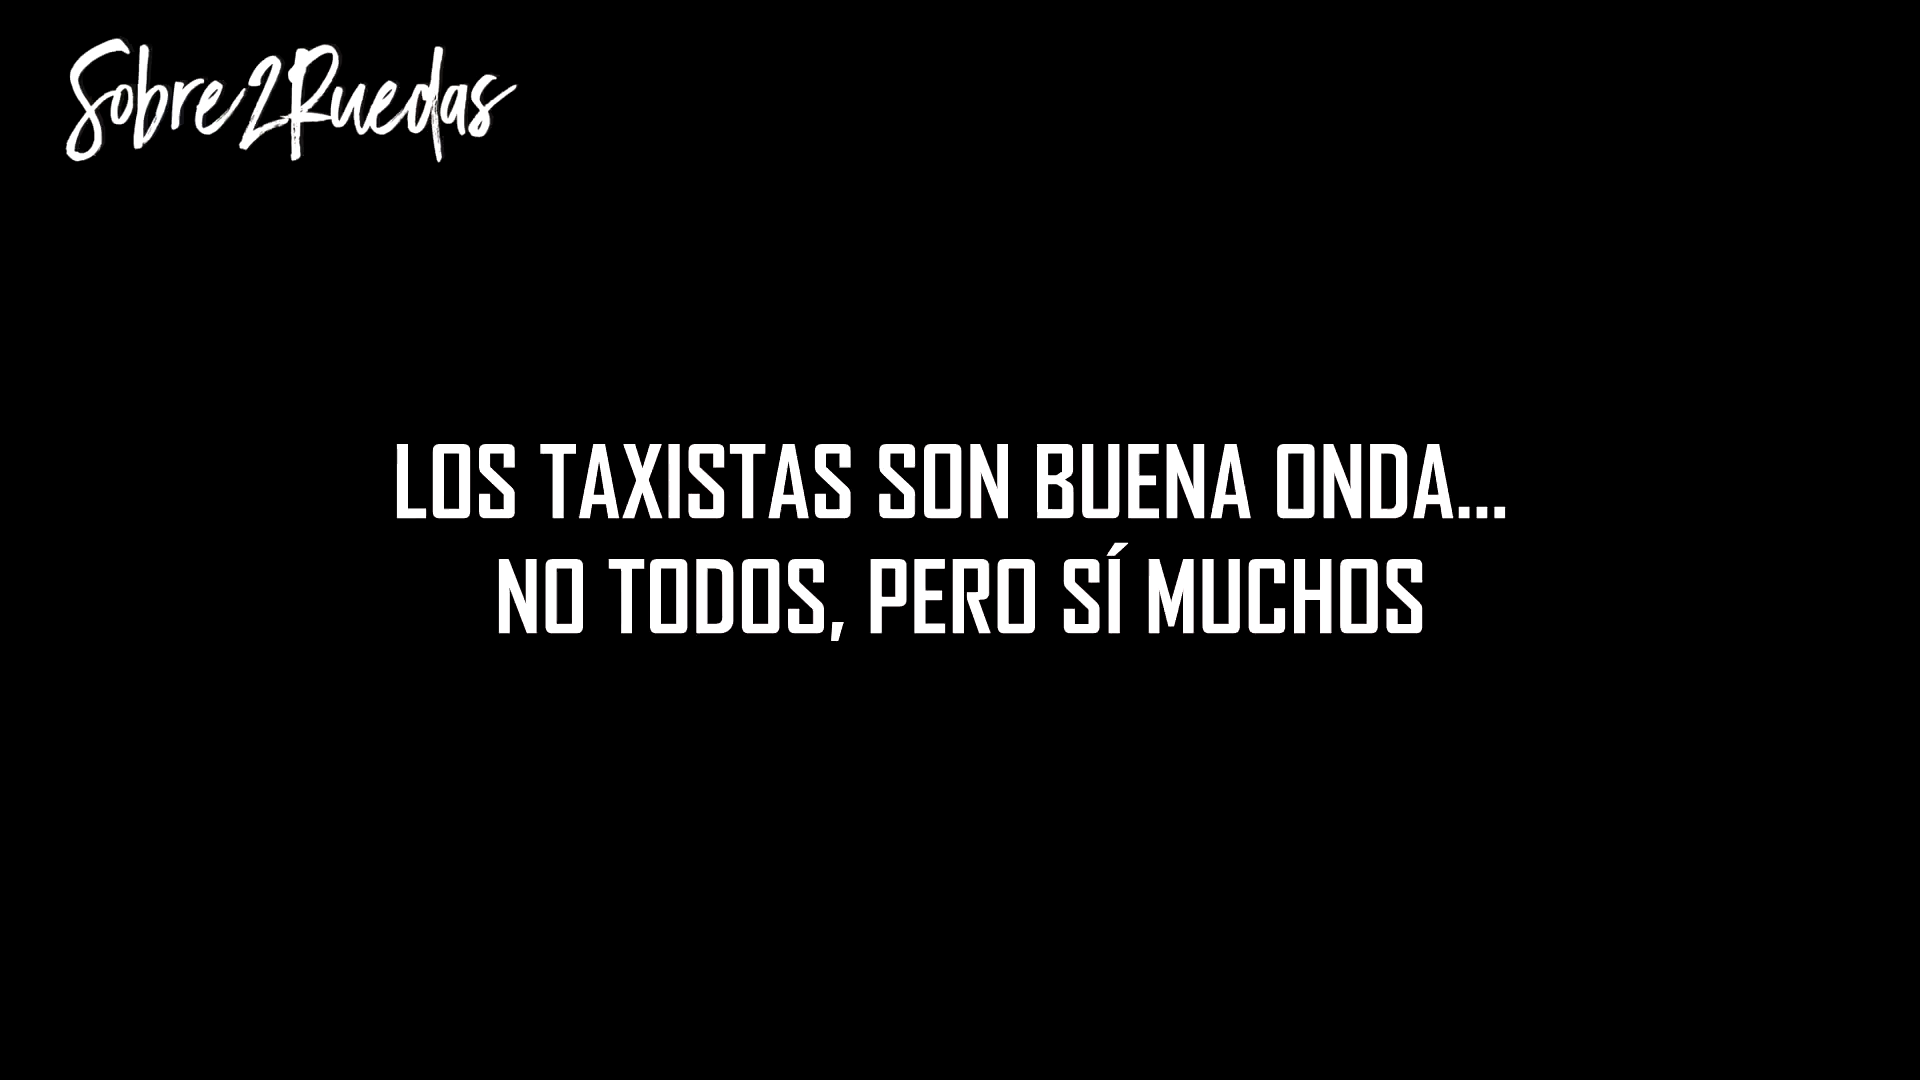 Sobre2Ruedas
LOS TAXISTAS SON BUENA ONDA...
NO TODOS, PERO SÍ MUCHOS